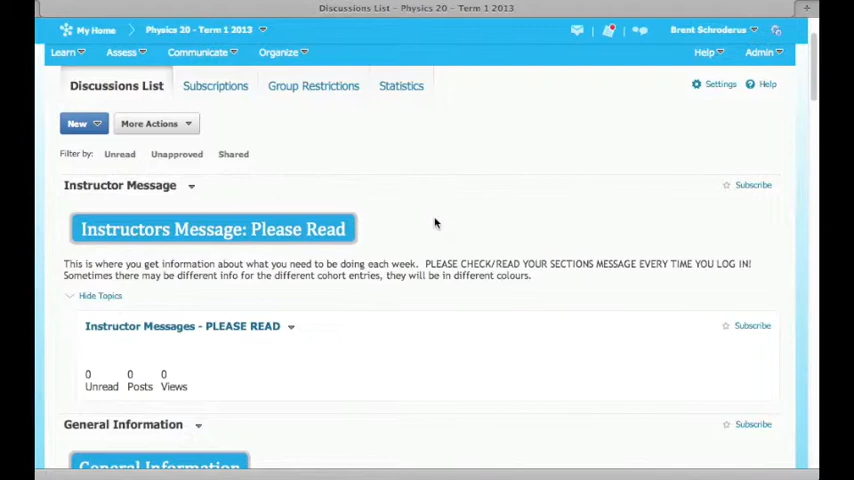 Discussions List - Physics 20 - Term 1 2013
My Home Physics 20 - Term 1 2013 Brent Schroderus
Learn Assess Communicate Organize Help Admin
Discussions List Subscriptions Group Restrictions Statistics Settings Help
New More Actions
Filter by: Unread Unapproved Shared
Instructor Message Subscribe
Instructors Message: Please Read
This is where you get information about what you need to be doing each week. PLEASE CHECK/READ YOUR SECTIONS MESSAGE EVERY TIME YOU LOG IN!
Sometimes there may be different info for the different cohort entries, they will be in different colours.
Hide Topics
Instructor Messages - PLEASE READ Subscribe
0 0 0
Unread Posts Views
General Information Subscribe
General Information